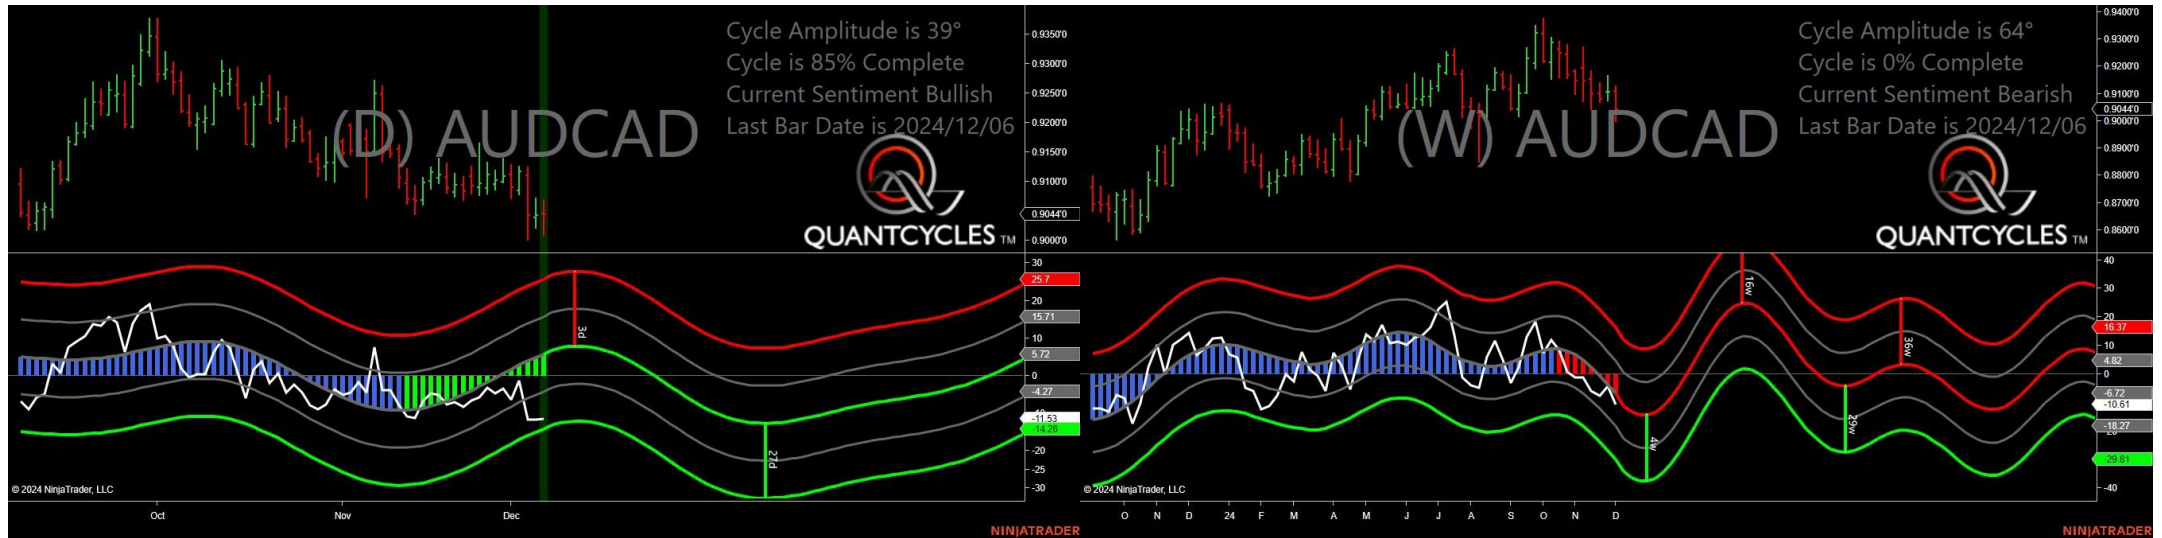 Cycle Amplitude is 39°
Cycle is 85% Complete
Current Sentiment Bullish
Last Bar Date is 2024/12/06
(D) AUDCAD
QUANTCYCLES TM
0.9350'0
0.9300'0
0.9250'0
0.9200'0
0.9150'0
0.9100'0
0.9044'0
0.9000'0
30
25.7
20
15.71
10
5.72
0
-4.27
-11.53
-14.26
-20
-25
-30
3d
27d
© 2024 NinjaTrader, LLC
Oct
Nov
Dec
NINJATRADER
Cycle Amplitude is 64°
Cycle is 0% Complete
Current Sentiment Bearish
Last Bar Date is 2024/12/06
(W) AUDCAD
QUANTCYCLES TM
0.9400'0
0.9300'0
0.9200'0
0.9100'0
0.9044'0
0.9000'0
0.8900'0
0.8800'0
0.8700'0
0.8600'0
40
30
20
16.37
4.82
0
-6.72
-10.61
-18.27
-29.81
-40
16w
36w
4w
29w
© 2024 NinjaTrader, LLC
O N D 24 F M A M J J A S O N D
NINJATRADER